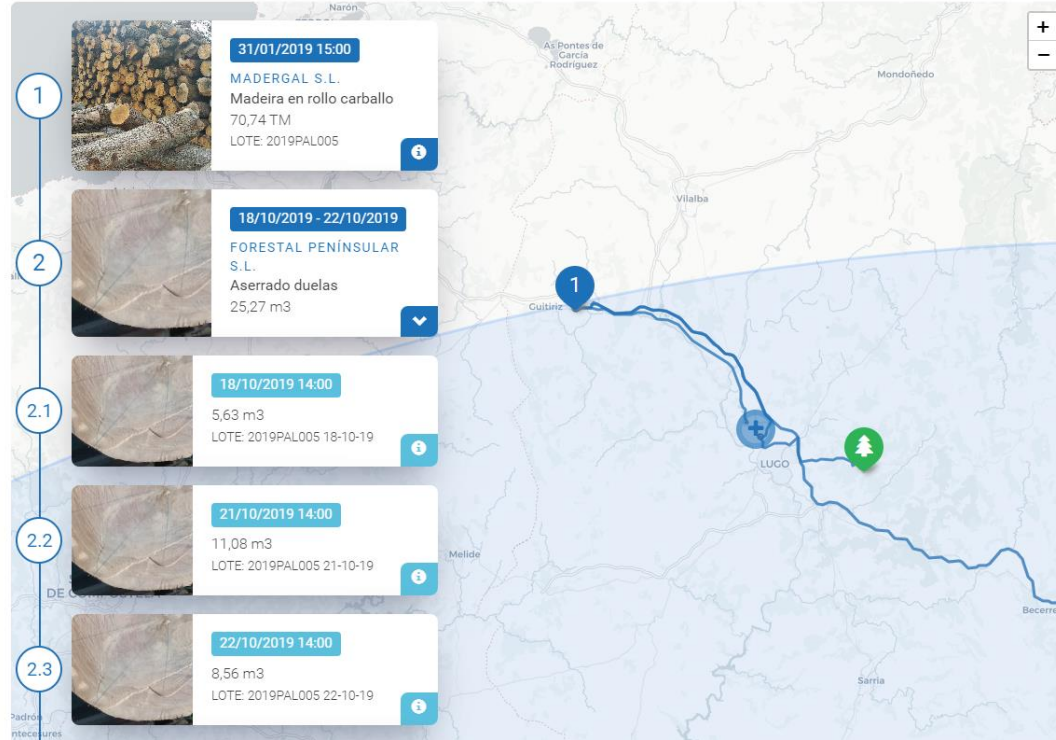 Narón
1
31/01/2019 15:00
MADERGAL S.L.
Madeira en rollo carballo
70,74 TM
LOTE: 2019PAL005
2
18/10/2019 - 22/10/2019
FORESTAL PENÍNSULAR
S.L.
Aserrado duelas
25,27 m3
2.1
18/10/2019 14:00
5,63 m3
LOTE: 2019PAL005 18-10-19
2.2
21/10/2019 14:00
11,08 m3
LOTE: 2019PAL005 21-10-19
2.3
22/10/2019 14:00
8,56 m3
LOTE: 2019PAL005 22-10-19
Padrón
+
−
As Pontes de
García
Rodríguez
Mondoñedo
Vilalba
1
Guitiriz
LUGO
Melide
Becerre
Sarria